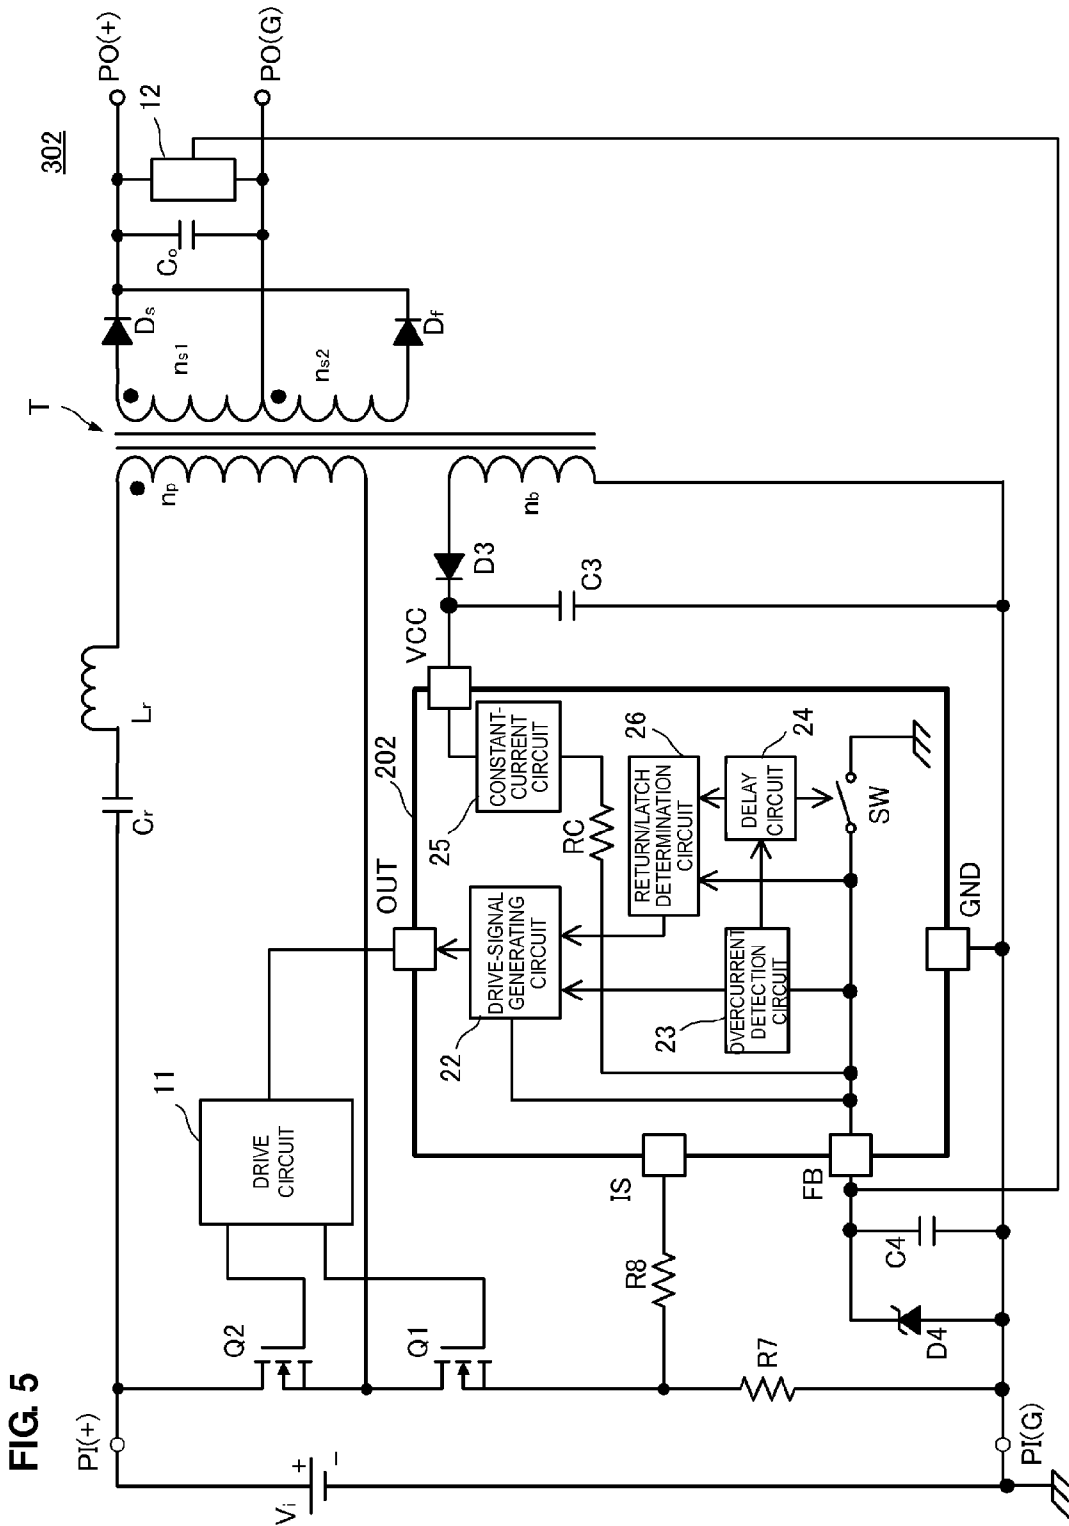 FIG. 5
302
PI(+)
Vi
+
−
PI(G)
Q2
Q1
R7
R8
11
DRIVE
CIRCUIT
Cr
Lr
T
np
nb
ns1
ns2
Ds
Df
Co
12
PO(+)
PO(G)
D3
C3
D4
C4
202
OUT
VCC
IS
FB
GND
22
DRIVE-SIGNAL
GENERATING
CIRCUIT
25
CONSTANT-
CURRENT
CIRCUIT
RC
23
OVERCURRENT
DETECTION
CIRCUIT
26
RETURN/LATCH
DETERMINATION
CIRCUIT
24
DELAY
CIRCUIT
SW